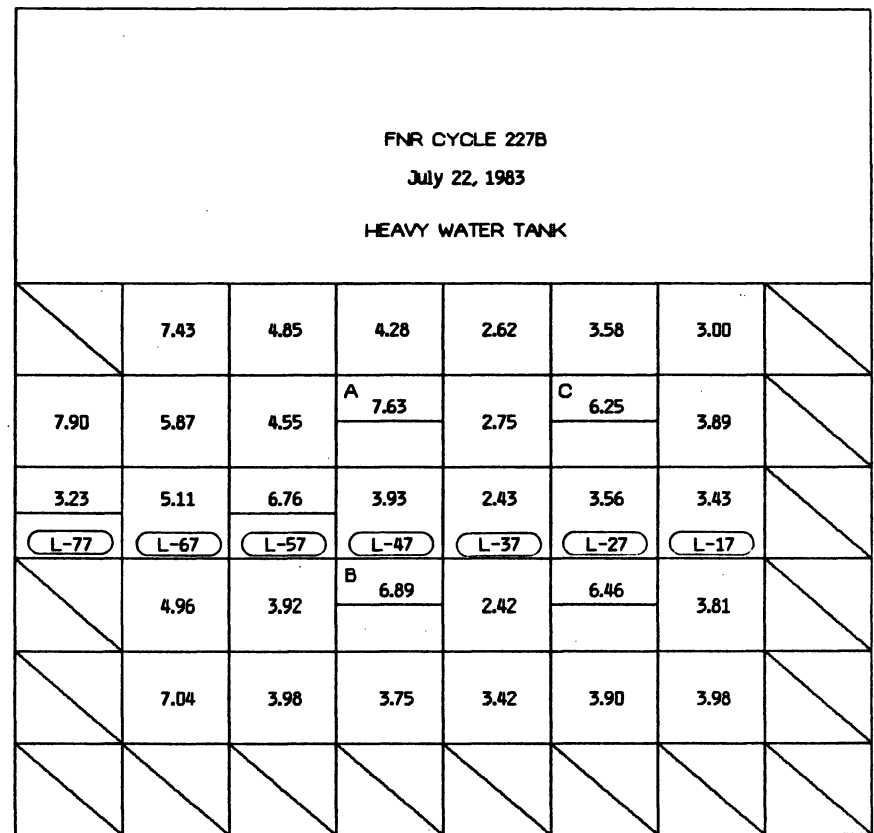 FNR CYCLE 227B
July 22, 1983
HEAVY WATER TANK
7.43 4.85 4.28 2.62 3.58 3.00
7.90 5.87 4.55 A 7.63 2.75 C 6.25 3.89
3.23 5.11 6.76 3.93 2.43 3.56 3.43
L-77 L-67 L-57 L-47 L-37 L-27 L-17
4.96 3.92 B 6.89 2.42 6.46 3.81
7.04 3.98 3.75 3.42 3.90 3.98